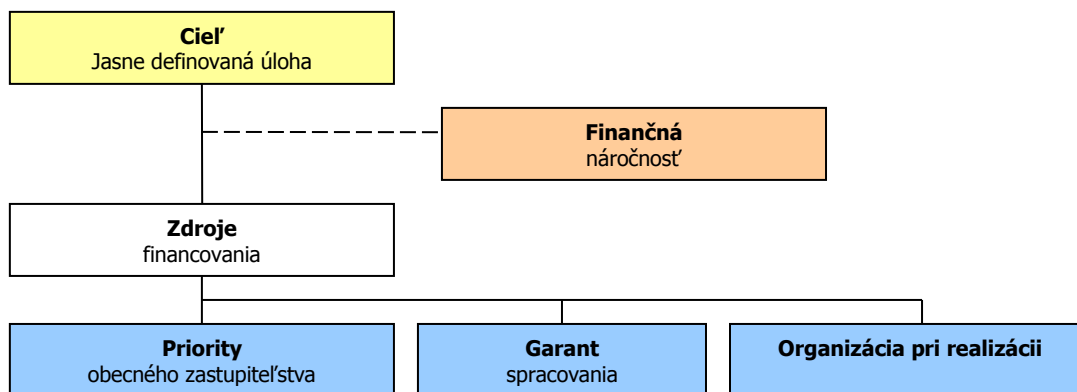 Cieľ
Jasne definovaná úloha
Finančná
náročnosť
Zdroje
financovania
Priority
obecného zastupiteľstva
Garant
spracovania
Organizácia pri realizácii